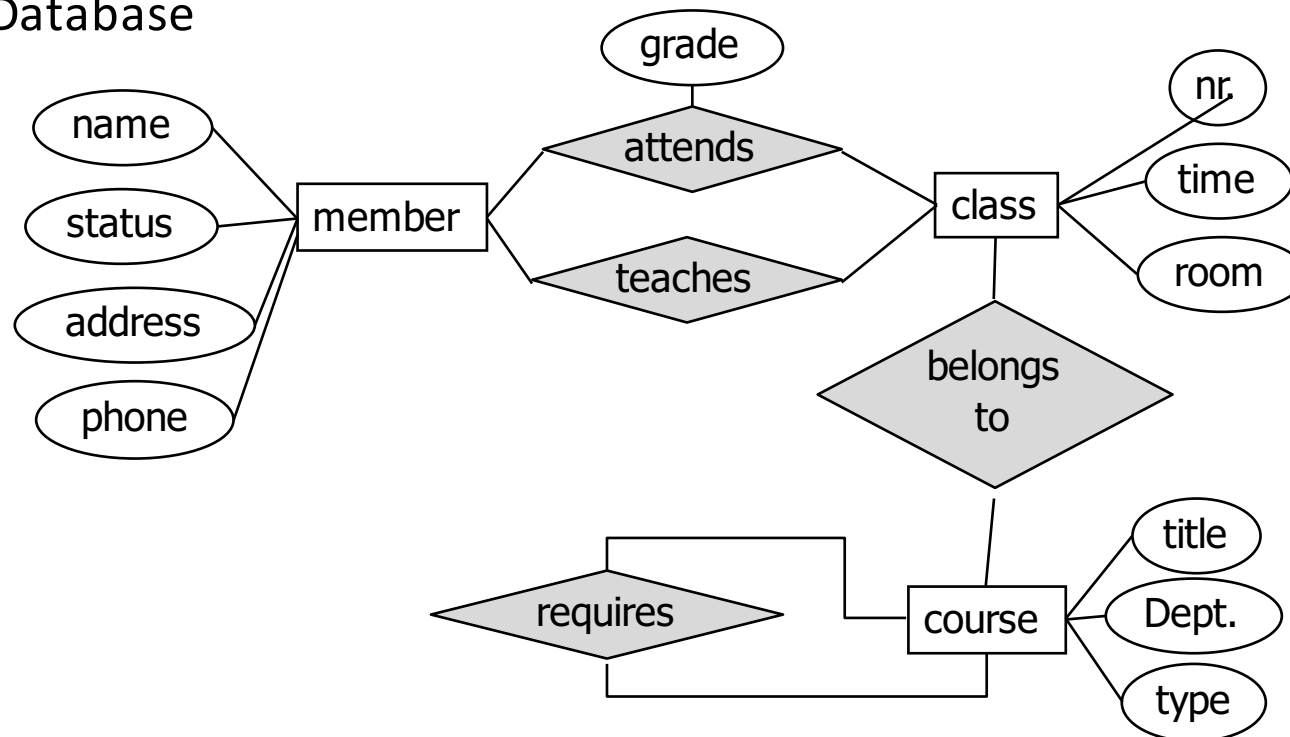 Database
grade
nr.
name
attends
time
class
status
member
teaches
room
address
belongs
to
phone
title
requires
course
Dept.
type